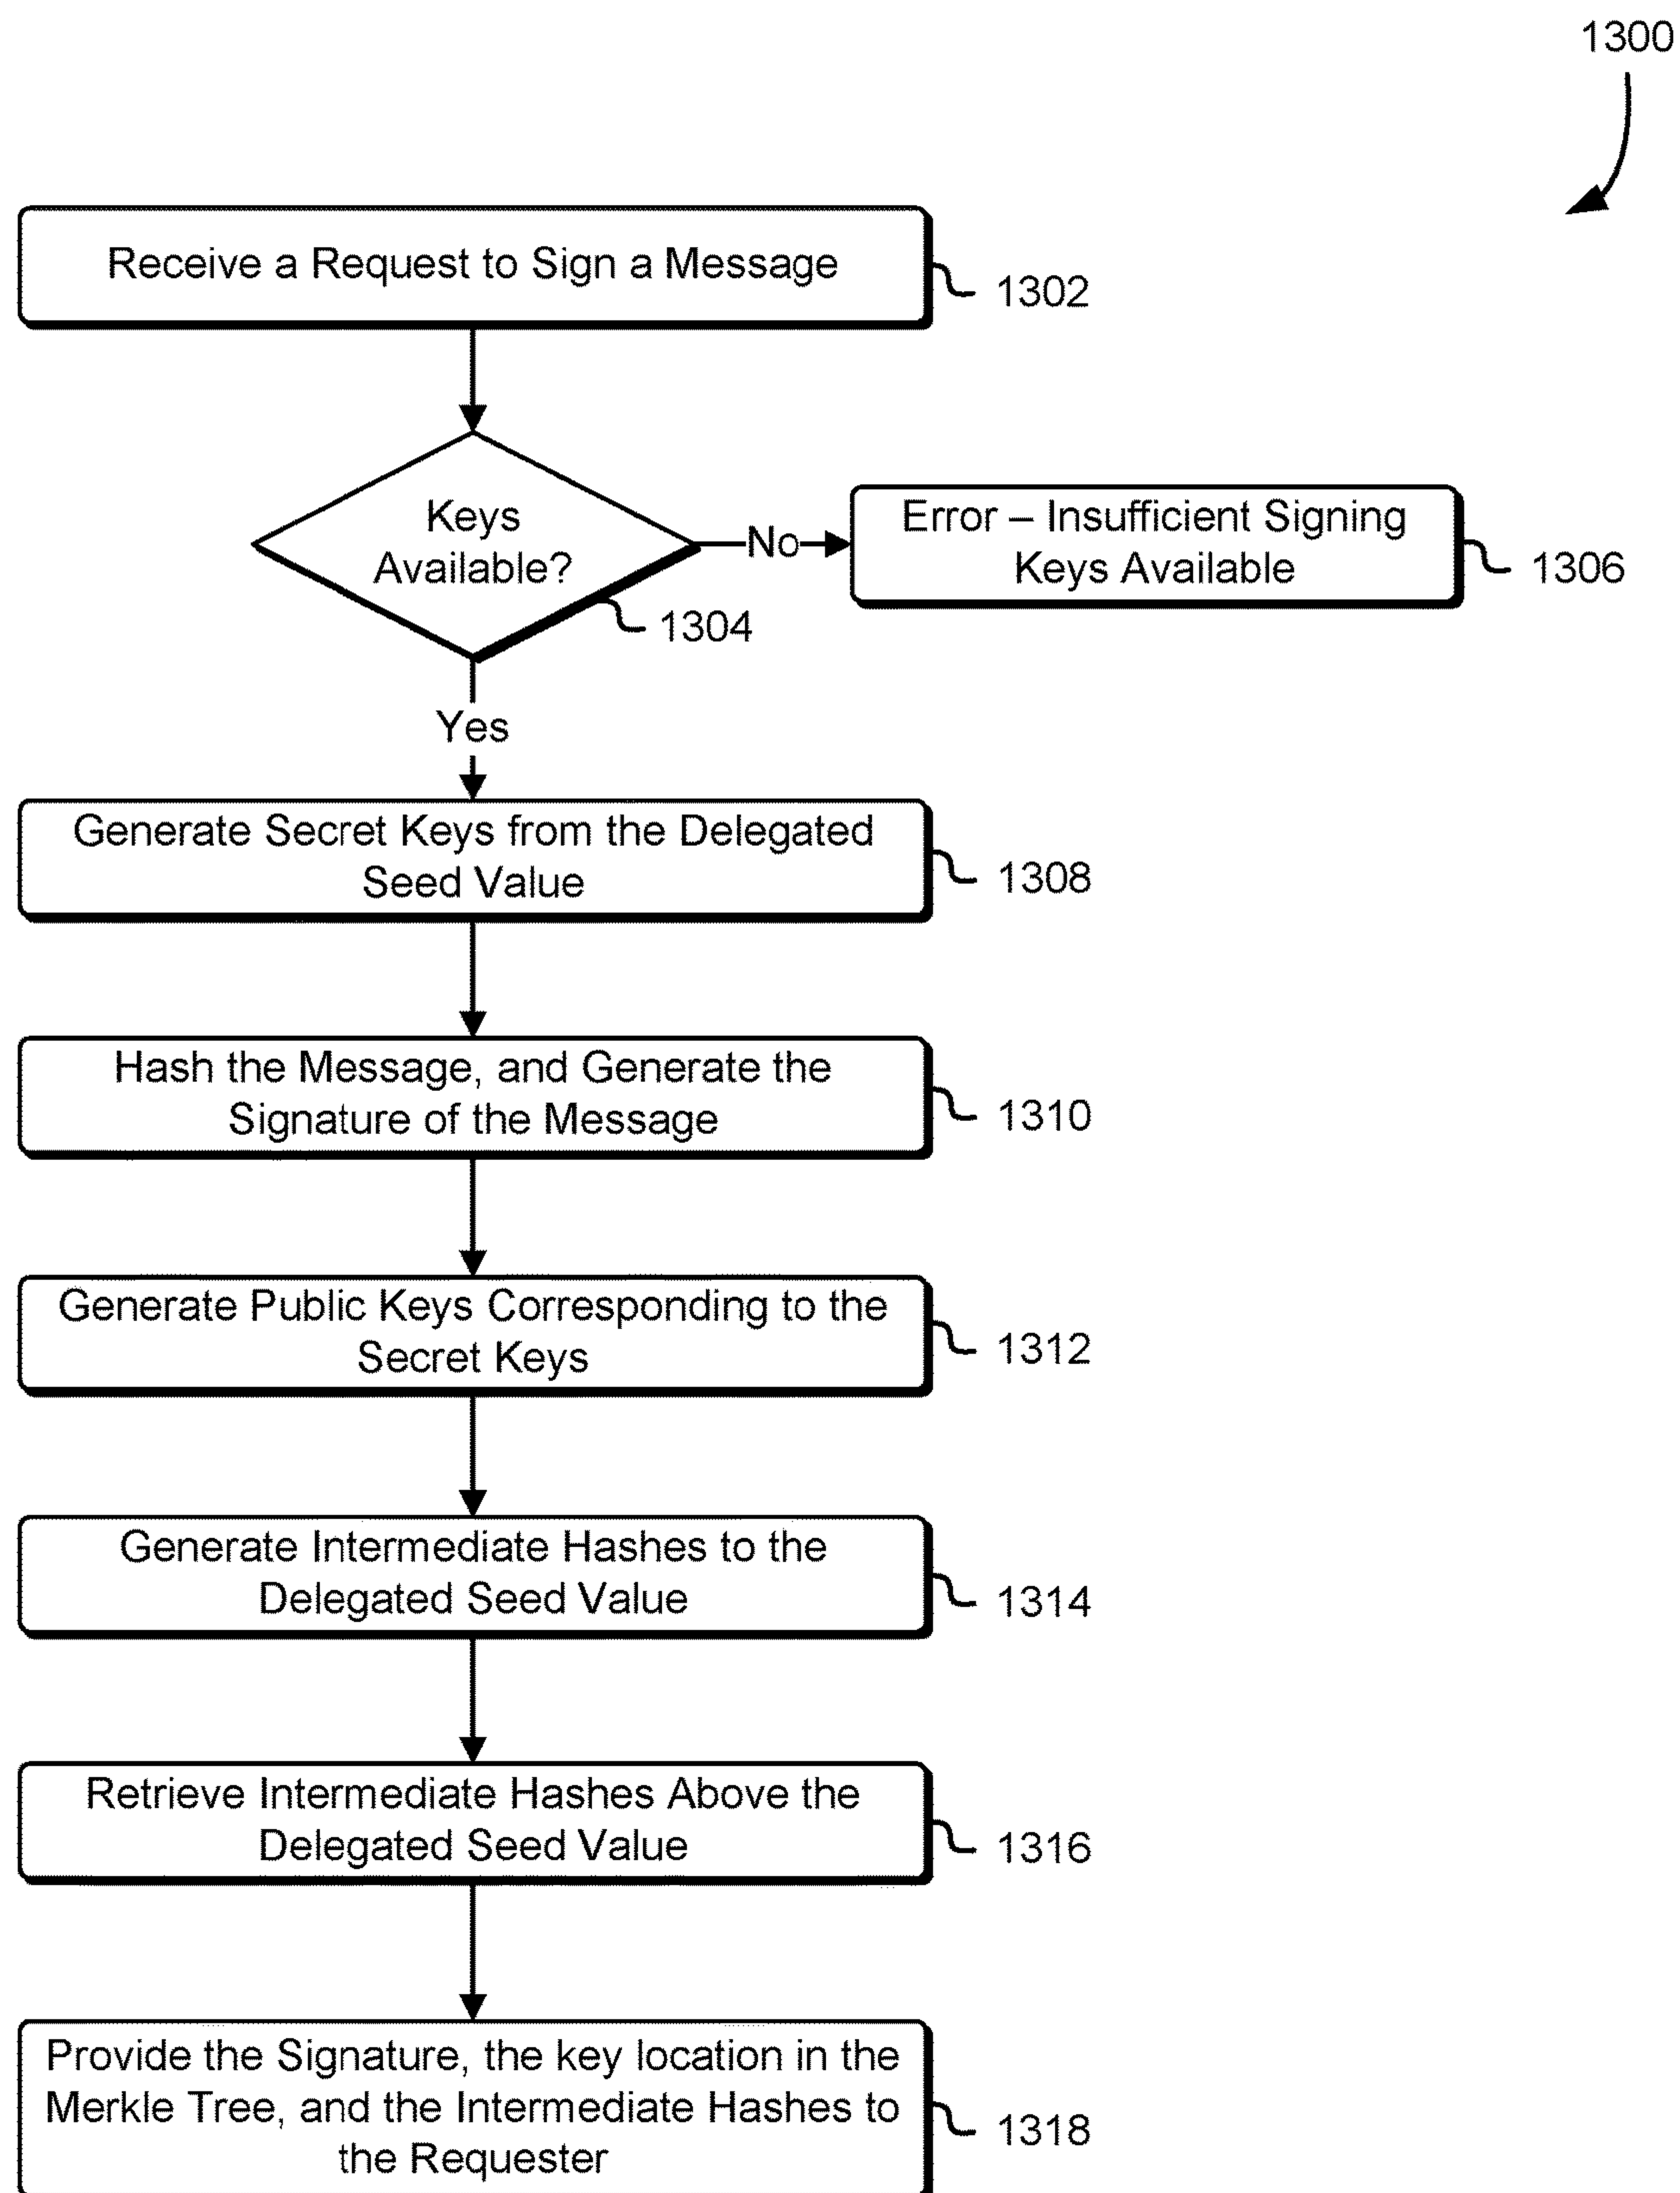 1300
Receive a Request to Sign a Message
1302
Keys
Available?
No
Error – Insufficient Signing
Keys Available
1306
1304
Yes
Generate Secret Keys from the Delegated
Seed Value
1308
Hash the Message, and Generate the
Signature of the Message
1310
Generate Public Keys Corresponding to the
Secret Keys
1312
Generate Intermediate Hashes to the
Delegated Seed Value
1314
Retrieve Intermediate Hashes Above the
Delegated Seed Value
1316
Provide the Signature, the key location in the
Merkle Tree, and the Intermediate Hashes to
the Requester
1318